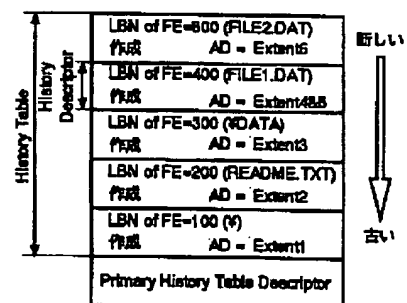 History Table
History
Descriptor
LBN of FE=500 (FILE2.DAT)
作成 AD = Extent6
LBN of FE=400 (FILE1.DAT)
作成 AD = Extent4&5
LBN of FE=300 (¥DATA)
作成 AD = Extent3
LBN of FE=200 (README.TXT)
作成 AD = Extent2
LBN of FE=100 (¥)
作成 AD = Extent1
Primary History Table Descriptor
新しい
古い